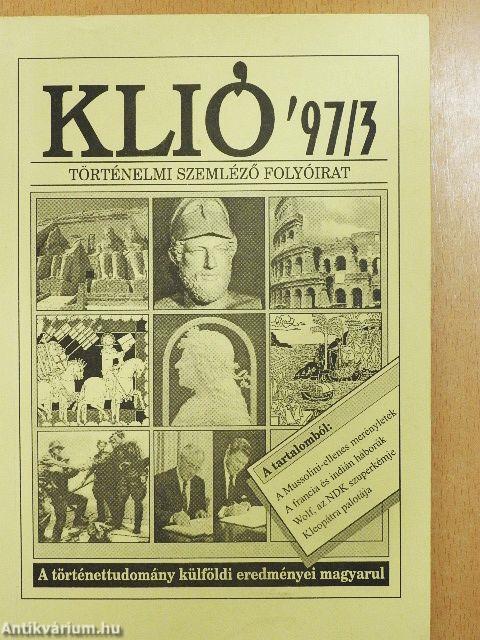 KLIÓ '97/3
TÖRTÉNELMI SZEMLÉZŐ FOLYÓIRAT
A tartalomból:
A Mussolini-ellenes merényletek
A francia és indián háborúk
Wolf, az NDK szuperkémje
Kleopátra palotája
A történettudomány külföldi eredményei magyarul
Antikvárium.hu